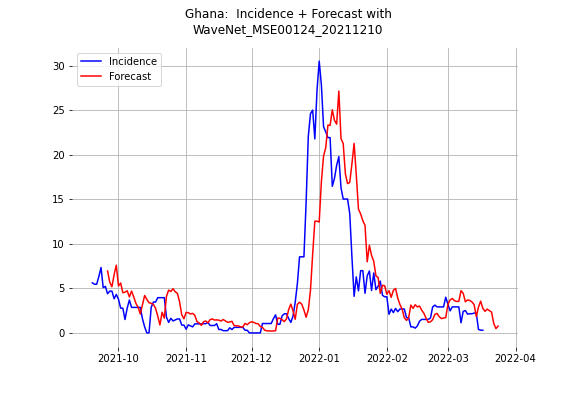 Ghana:  Incidence + Forecast with
WaveNet_MSE00124_20211210
Incidence
Forecast
30
25
20
15
10
5
0
2021-10 2021-11 2021-12 2022-01 2022-02 2022-03 2022-04